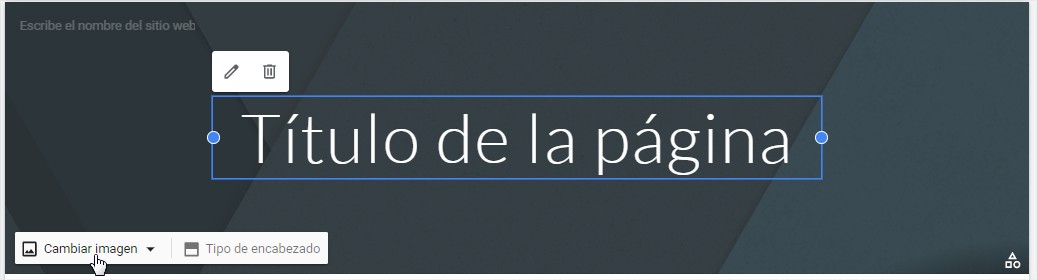 Escribe el nombre del sitio web
Título de la página
Cambiar imagen
Tipo de encabezado